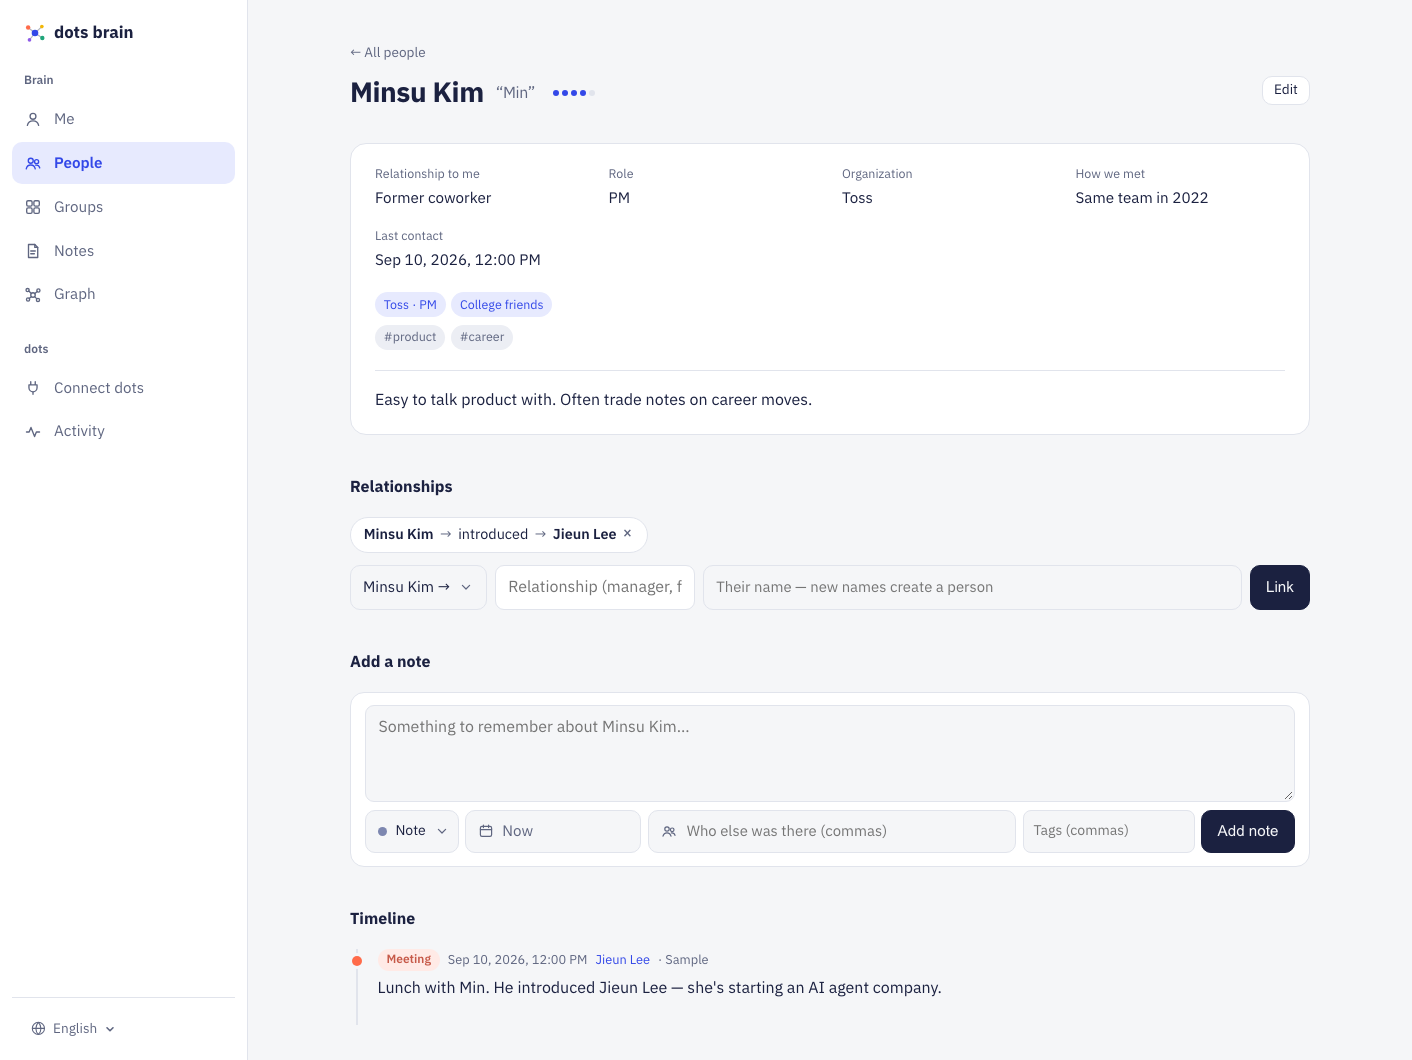 dots brain
Brain
Me
People
Groups
Notes
Graph
dots
Connect dots
Activity
English
← All people
Minsu Kim “Min”
Edit
Relationship to me
Former coworker
Role
PM
Organization
Toss
How we met
Same team in 2022
Last contact
Sep 10, 2026, 12:00 PM
Toss · PM College friends
#product #career
Easy to talk product with. Often trade notes on career moves.
Relationships
Minsu Kim → introduced → Jieun Lee ×
Minsu Kim → Relationship (manager, f Their name — new names create a person Link
Add a note
Something to remember about Minsu Kim...
Note Now Who else was there (commas) Tags (commas) Add note
Timeline
Meeting Sep 10, 2026, 12:00 PM Jieun Lee · Sample
Lunch with Min. He introduced Jieun Lee — she's starting an AI agent company.